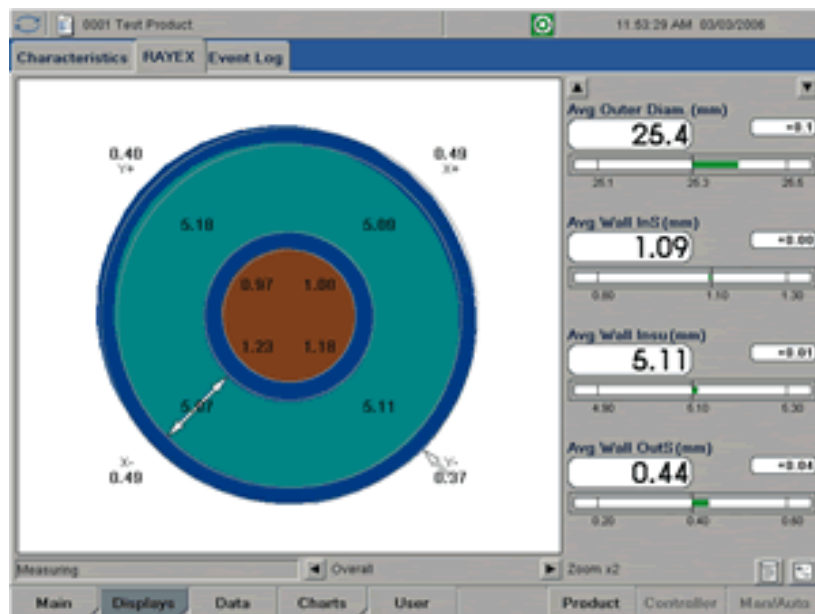 0001 Test Product 11:53:29 AM 03/03/2006
Characteristics RAYEX Event Log
Avg Outer Diam. (mm)
25.4 +0.1
25.1 25.3 25.5
0.40 0.49
Y+ X+
5.18 5.08
Avg Wall InS (mm)
1.09 +0.00
0.80 1.10 1.30
0.97 1.00
1.23 1.18
Avg Wall Insu (mm)
5.11 +0.01
4.90 5.10 5.30
5.07 5.11
Avg Wall OutS (mm)
0.44 +0.04
0.20 0.40 0.60
X- Y-
0.49 0.37
Measuring Overall Zoom x2
Main Displays Data Charts User Product Controller Man/Auto